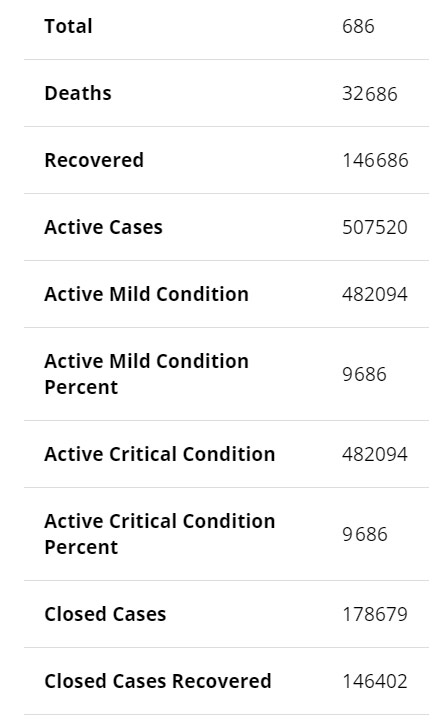 Total 686
Deaths 32686
Recovered 146686
Active Cases 507520
Active Mild Condition 482094
Active Mild Condition
Percent 9686
Active Critical Condition 482094
Active Critical Condition
Percent 9686
Closed Cases 178679
Closed Cases Recovered 146402